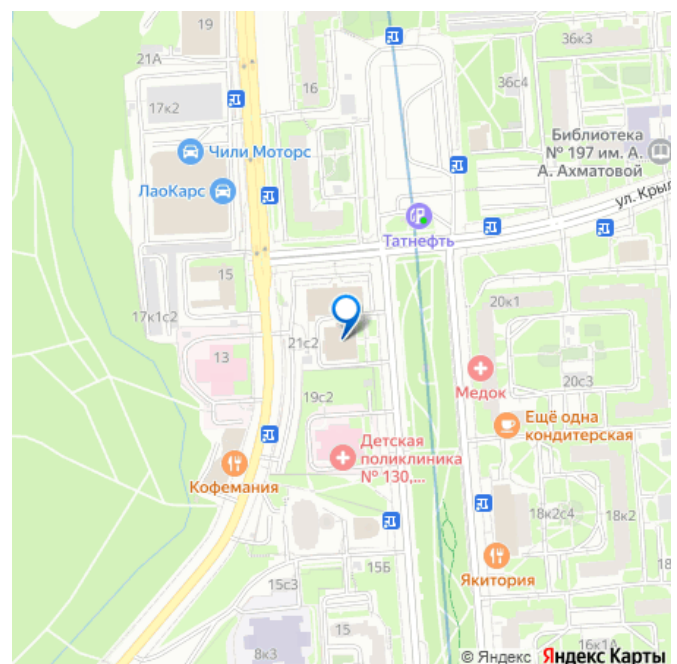 19
21А
36к3
16
36с4
17к2
Библиотека
№ 197 им. А.
А. Ахматовой
Чили Моторс
ЛаоКарс
ул. Крыл
Татнефть
15
20к1
17к1с2
21с2
13
20с3
Медок
19с2
Ещё одна
кондитерская
Детская
поликлиника
№ 130,...
Кофемания
18к2с4
18к2
18
Якитория
15Б
15с3
15
8к3
16к1А
© Яндекс Яндекс Карты